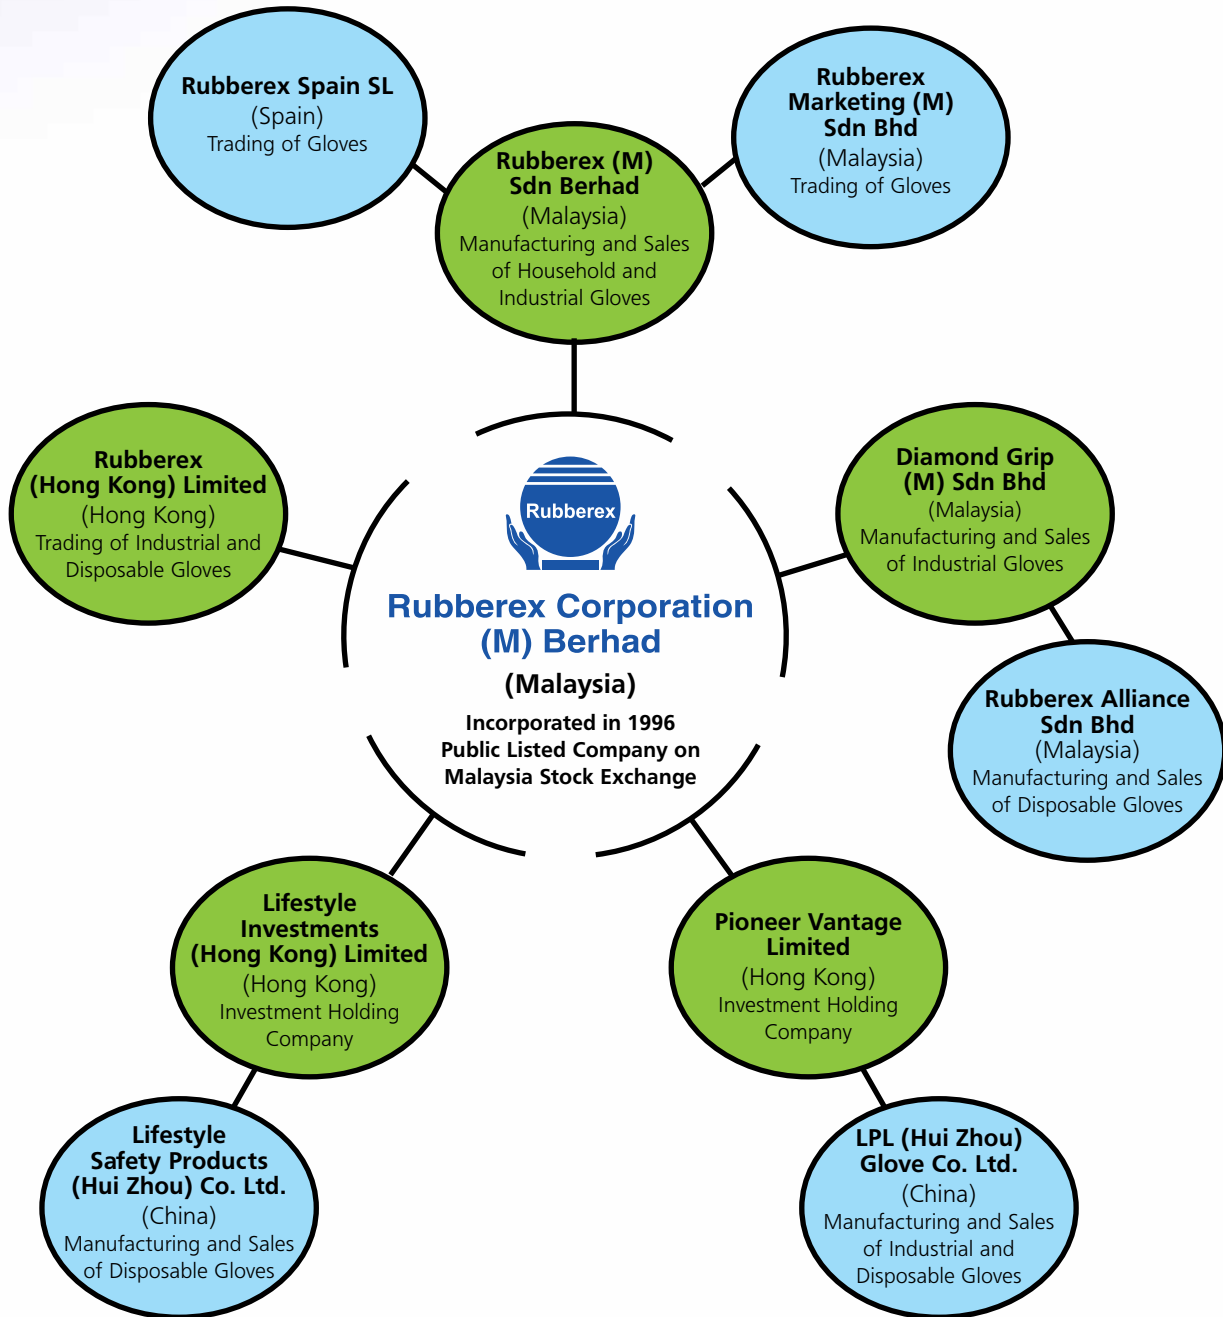 Rubberex Spain SL
(Spain)
Trading of Gloves
Rubberex
Marketing (M)
Sdn Bhd
(Malaysia)
Trading of Gloves
Rubberex (M)
Sdn Berhad
(Malaysia)
Manufacturing and Sales
of Household and
Industrial Gloves
Rubberex
(Hong Kong) Limited
(Hong Kong)
Trading of Industrial and
Disposable Gloves
Rubberex
Rubberex Corporation
(M) Berhad
(Malaysia)
Incorporated in 1996
Public Listed Company on
Malaysia Stock Exchange
Diamond Grip
(M) Sdn Bhd
(Malaysia)
Manufacturing and Sales
of Industrial Gloves
Rubberex Alliance
Sdn Bhd
(Malaysia)
Manufacturing and Sales
of Disposable Gloves
Lifestyle
Investments
(Hong Kong) Limited
(Hong Kong)
Investment Holding
Company
Pioneer Vantage
Limited
(Hong Kong)
Investment Holding
Company
Lifestyle
Safety Products
(Hui Zhou) Co. Ltd.
(China)
Manufacturing and Sales
of Disposable Gloves
LPL (Hui Zhou)
Glove Co. Ltd.
(China)
Manufacturing and Sales
of Industrial and
Disposable Gloves